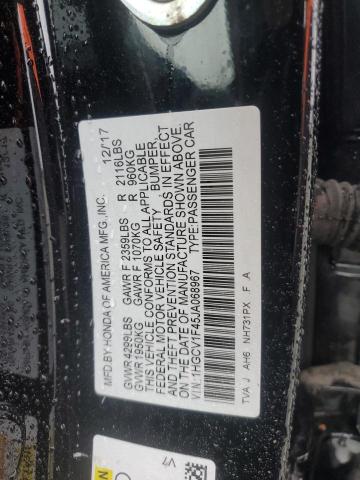 MFD BY HONDA OF AMERICA MFG., INC. 12/17
GVWR 4299LBS GAWR F 2359LBS R 2116LBS
GVWR 1950KG GAWR F 1070KG R 960KG
THIS VEHICLE CONFORMS TO ALL APPLICABLE
FEDERAL MOTOR VEHICLE SAFETY, BUMPER,
AND THEFT PREVENTION STANDARDS IN EFFECT
ON THE DATE OF MANUFACTURE SHOWN ABOVE.
V.I.N. 1HGCV1F45JA068967 TYPE:PASSENGER CAR
TVA J AH6 NH731PX F A